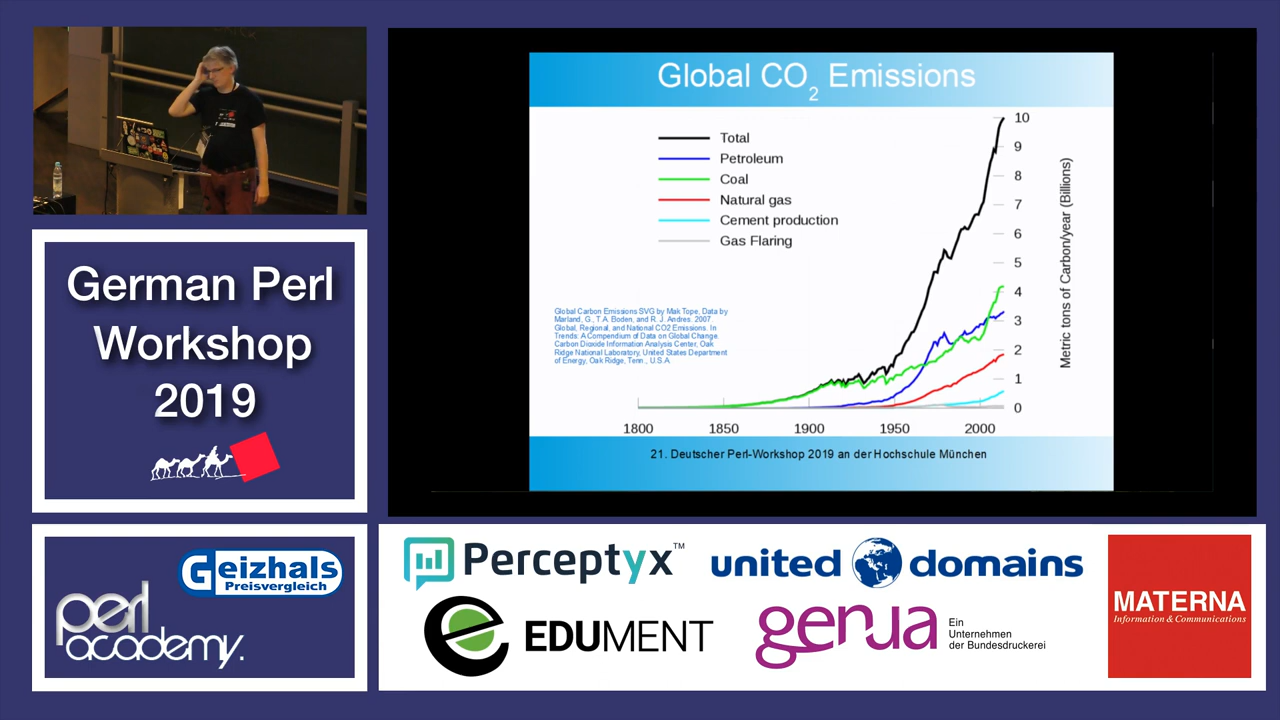 Global CO2 Emissions
Total
Petroleum
Coal
Natural gas
Cement production
Gas Flaring
10
9
8
7
6
5
4
3
2
1
0
Metric tons of Carbon/year (Billions)
1800
1850
1900
1950
2000
Global Carbon Emissions SVG by Mak Tope, Data by
Marland, G., T.A. Boden, and R. J. Andres. 2007.
Global, Regional, and National CO2 Emissions. In
Trends: A Compendium of Data on Global Change.
Carbon Dioxide Information Analysis Center, Oak
Ridge National Laboratory, United States Department
of Energy, Oak Ridge, Tenn., U.S.A.
21. Deutscher Perl-Workshop 2019 an der Hochschule München
German Perl
Workshop
2019
Geizhals
Preisvergleich
perl
academy.
Perceptyx™
united domains
EDUMENT
genua
Ein
Unternehmen
der Bundesdruckerei
MATERNA
Information & Communications